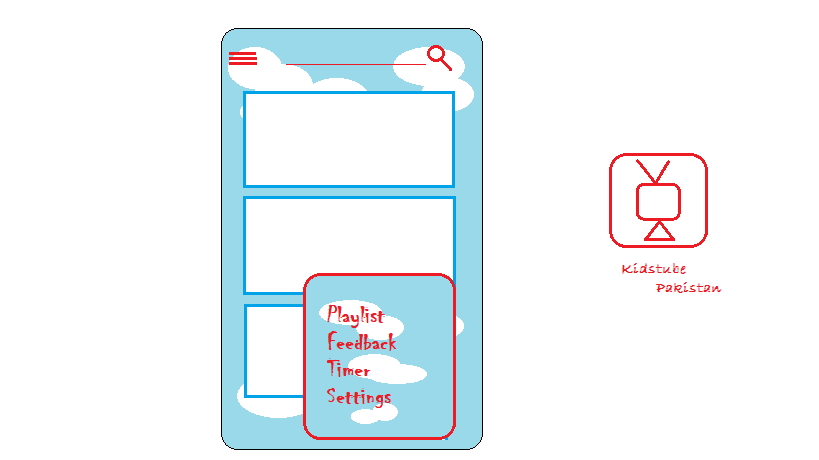 Playlist
Feedback
Timer
Settings
Kidstube
Pakistan